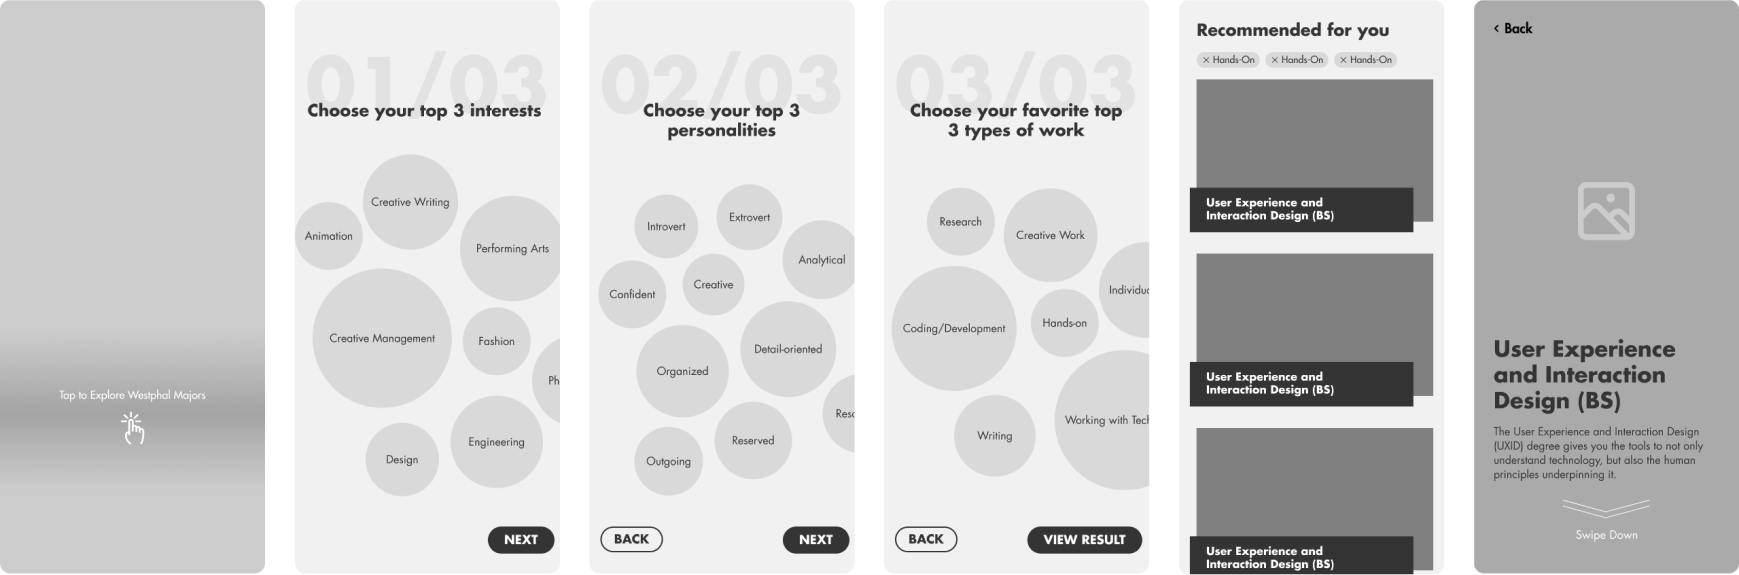 Tap to Explore Westphal Majors
01/03
Choose your top 3 interests
Creative Writing
Animation
Performing Arts
Creative Management
Fashion
Ph
Engineering
Design
NEXT
02/03
Choose your top 3
personalities
Introvert
Extrovert
Analytical
Creative
Confident
Detail-oriented
Organized
Reso
Reserved
Outgoing
BACK
NEXT
03/03
Choose your favorite top
3 types of work
Research
Creative Work
Individu
Hands-on
Coding/Development
Working with Tech
Writing
BACK
VIEW RESULT
Recommended for you
× Hands-On × Hands-On × Hands-On
User Experience and
Interaction Design (BS)
User Experience and
Interaction Design (BS)
User Experience and
Interaction Design (BS)
< Back
User Experience
and Interaction
Design (BS)
The User Experience and Interaction Design
(UXID) degree gives you the tools to not only
understand technology, but also the human
principles underpinning it.
Swipe Down